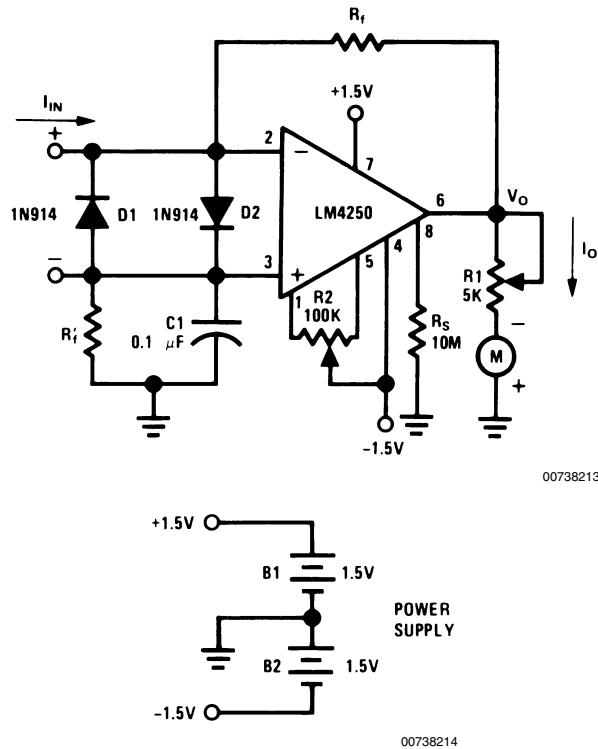 Rf
+1.5V
IIN
+
2
−
7
1N914
D1
1N914
D2
LM4250
6
VO
−
3
+
5
4
8
IO
1
R2
100K
R1
5K
R'f
C1
0.1 μF
RS
10M
−
M
+
−1.5V
00738213
+1.5V
B1
1.5V
POWER
SUPPLY
B2
1.5V
−1.5V
00738214